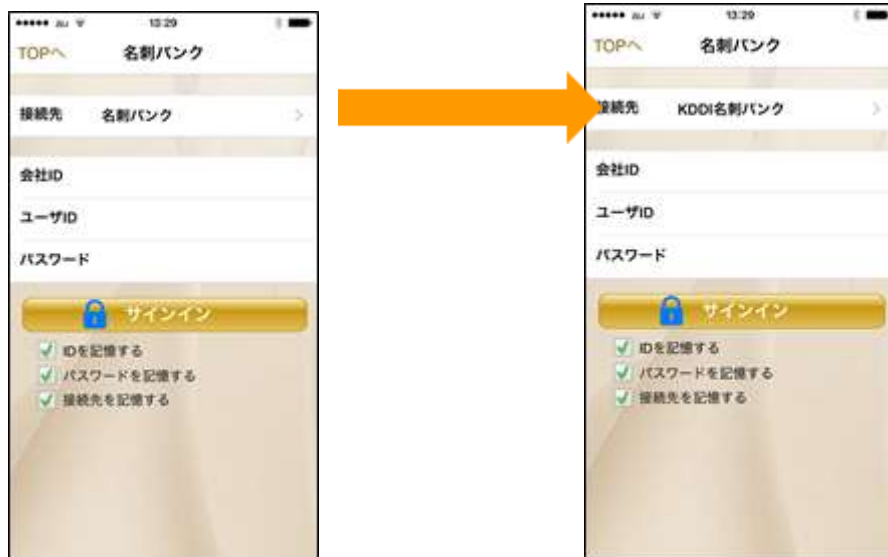 au 13:29
TOPへ 名刺バンク
接続先 名刺バンク
会社ID
ユーザID
パスワード
サインイン
IDを記憶する
パスワードを記憶する
接続先を記憶する
au 13:29
TOPへ 名刺バンク
接続先 KDDI名刺バンク
会社ID
ユーザID
パスワード
サインイン
IDを記憶する
パスワードを記憶する
接続先を記憶する